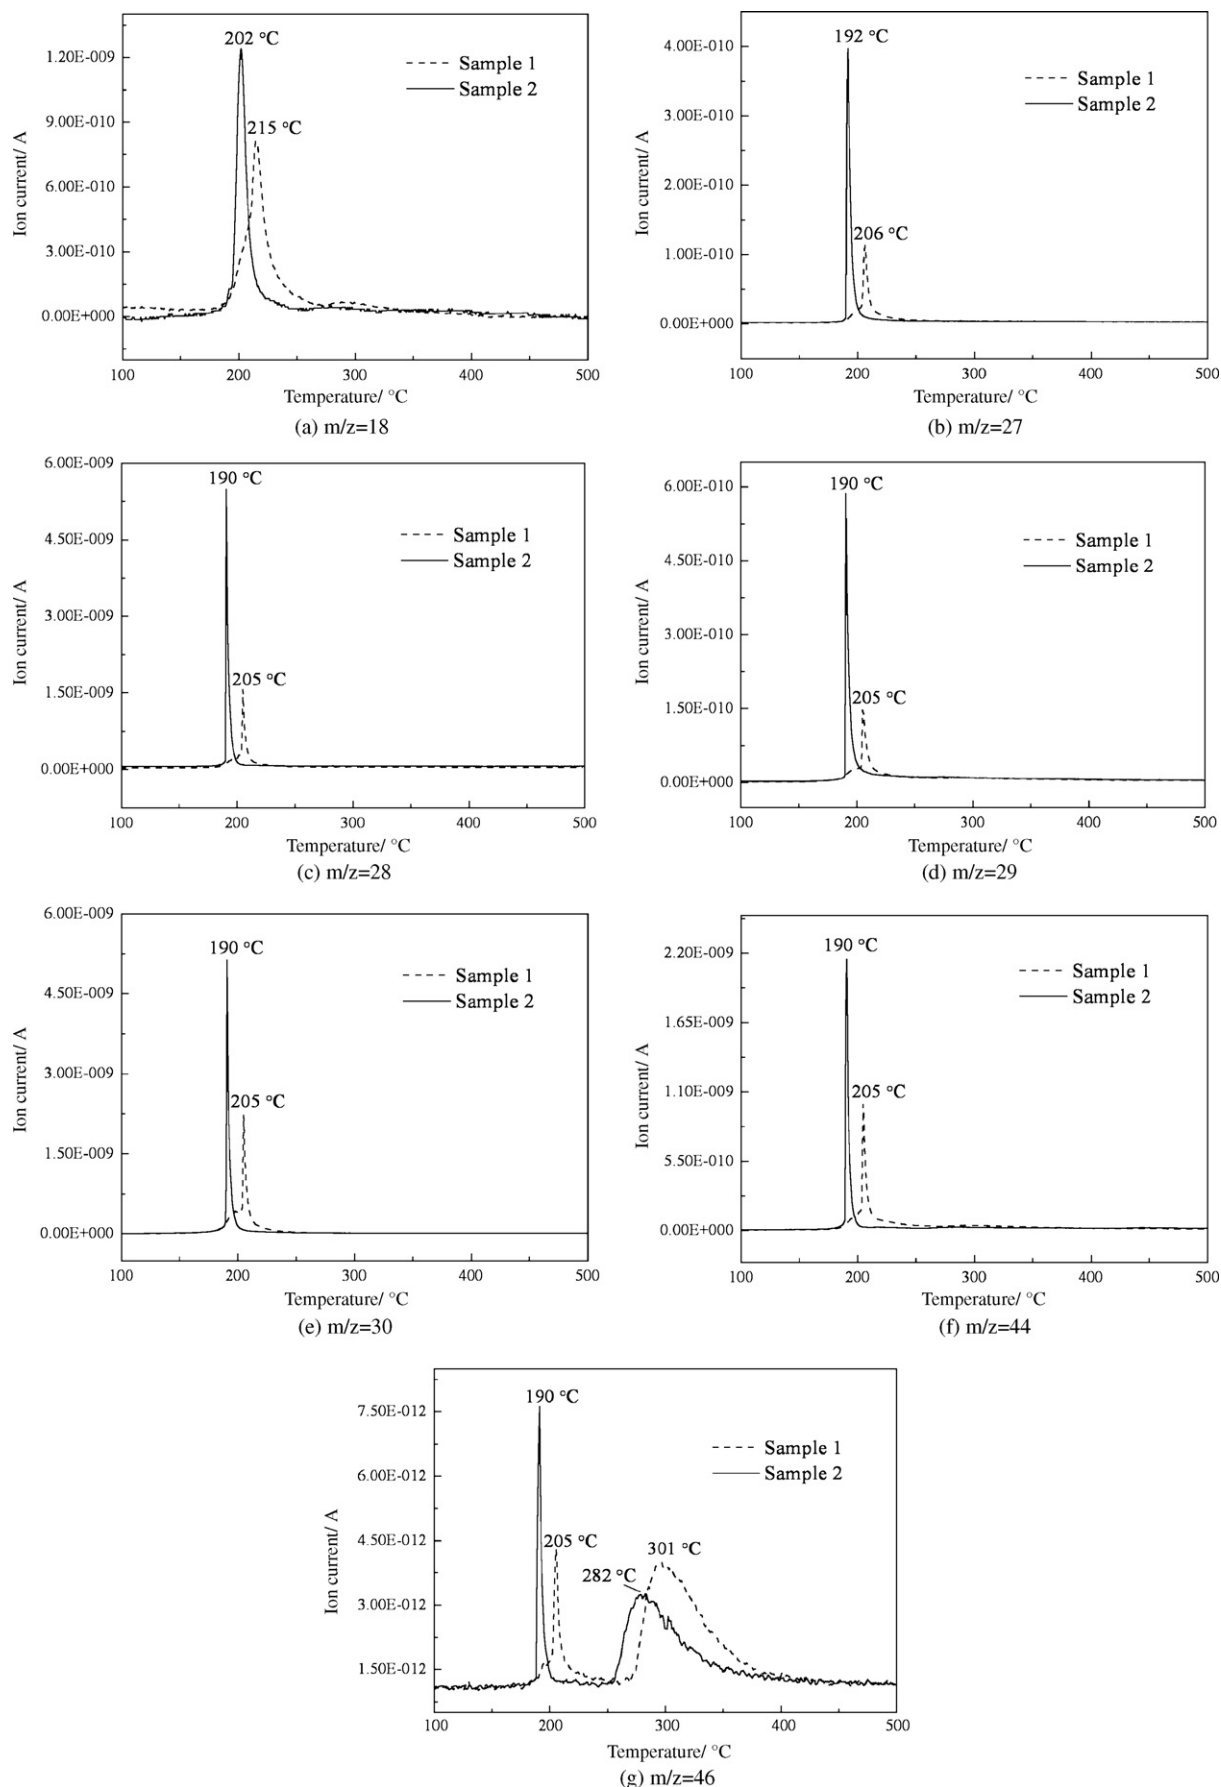 202 °C
Sample 1
Sample 2
215 °C
1.20E-009
9.00E-010
6.00E-010
3.00E-010
0.00E+000
Ion current/ A
100 200 300 400 500
Temperature/ °C
(a) m/z=18
192 °C
Sample 1
Sample 2
206 °C
4.00E-010
3.00E-010
2.00E-010
1.00E-010
0.00E+000
Ion current/ A
100 200 300 400 500
Temperature/ °C
(b) m/z=27
190 °C
Sample 1
Sample 2
205 °C
6.00E-009
4.50E-009
3.00E-009
1.50E-009
0.00E+000
Ion current/ A
100 200 300 400 500
Temperature/ °C
(c) m/z=28
190 °C
Sample 1
Sample 2
205 °C
6.00E-010
4.50E-010
3.00E-010
1.50E-010
0.00E+000
Ion current/ A
100 200 300 400 500
Temperature/ °C
(d) m/z=29
190 °C
Sample 1
Sample 2
205 °C
6.00E-009
4.50E-009
3.00E-009
1.50E-009
0.00E+000
Ion current/ A
100 200 300 400 500
Temperature/ °C
(e) m/z=30
190 °C
Sample 1
Sample 2
205 °C
2.20E-009
1.65E-009
1.10E-009
5.50E-010
0.00E+000
Ion current/ A
100 200 300 400 500
Temperature/ °C
(f) m/z=44
190 °C
Sample 1
Sample 2
205 °C
301 °C
282 °C
7.50E-012
6.00E-012
4.50E-012
3.00E-012
1.50E-012
Ion current/ A
100 200 300 400 500
Temperature/ °C
(g) m/z=46